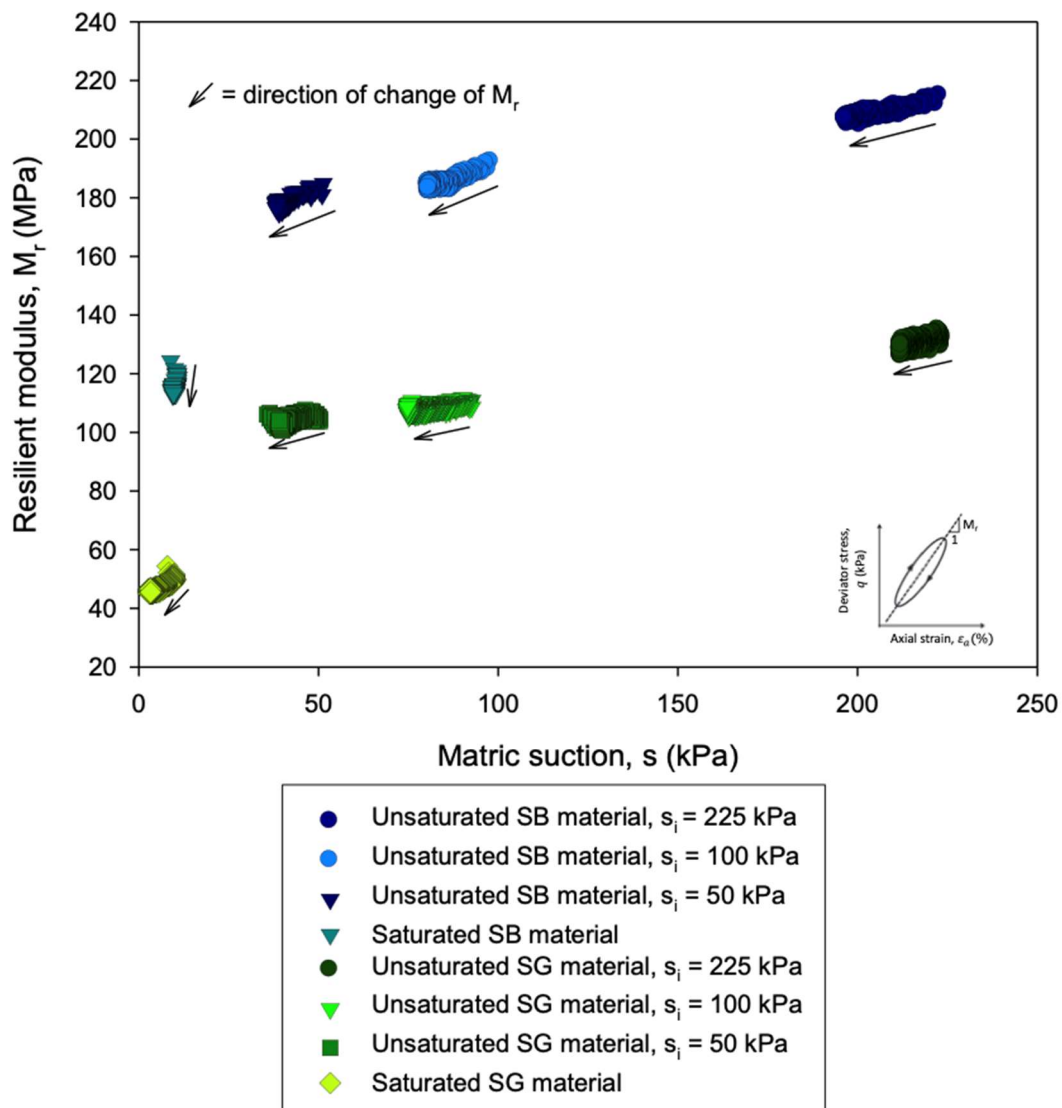 240
220
200
180
160
140
120
100
80
60
40
20
Resilient modulus, Mᵣ (MPa)
= direction of change of Mᵣ
Deviator stress,
q (kPa)
Mᵣ
1
Axial strain, εₐ(%)
0 50 100 150 200 250
Matric suction, s (kPa)
Unsaturated SB material, sᵢ = 225 kPa
Unsaturated SB material, sᵢ = 100 kPa
Unsaturated SB material, sᵢ = 50 kPa
Saturated SB material
Unsaturated SG material, sᵢ = 225 kPa
Unsaturated SG material, sᵢ = 100 kPa
Unsaturated SG material, sᵢ = 50 kPa
Saturated SG material